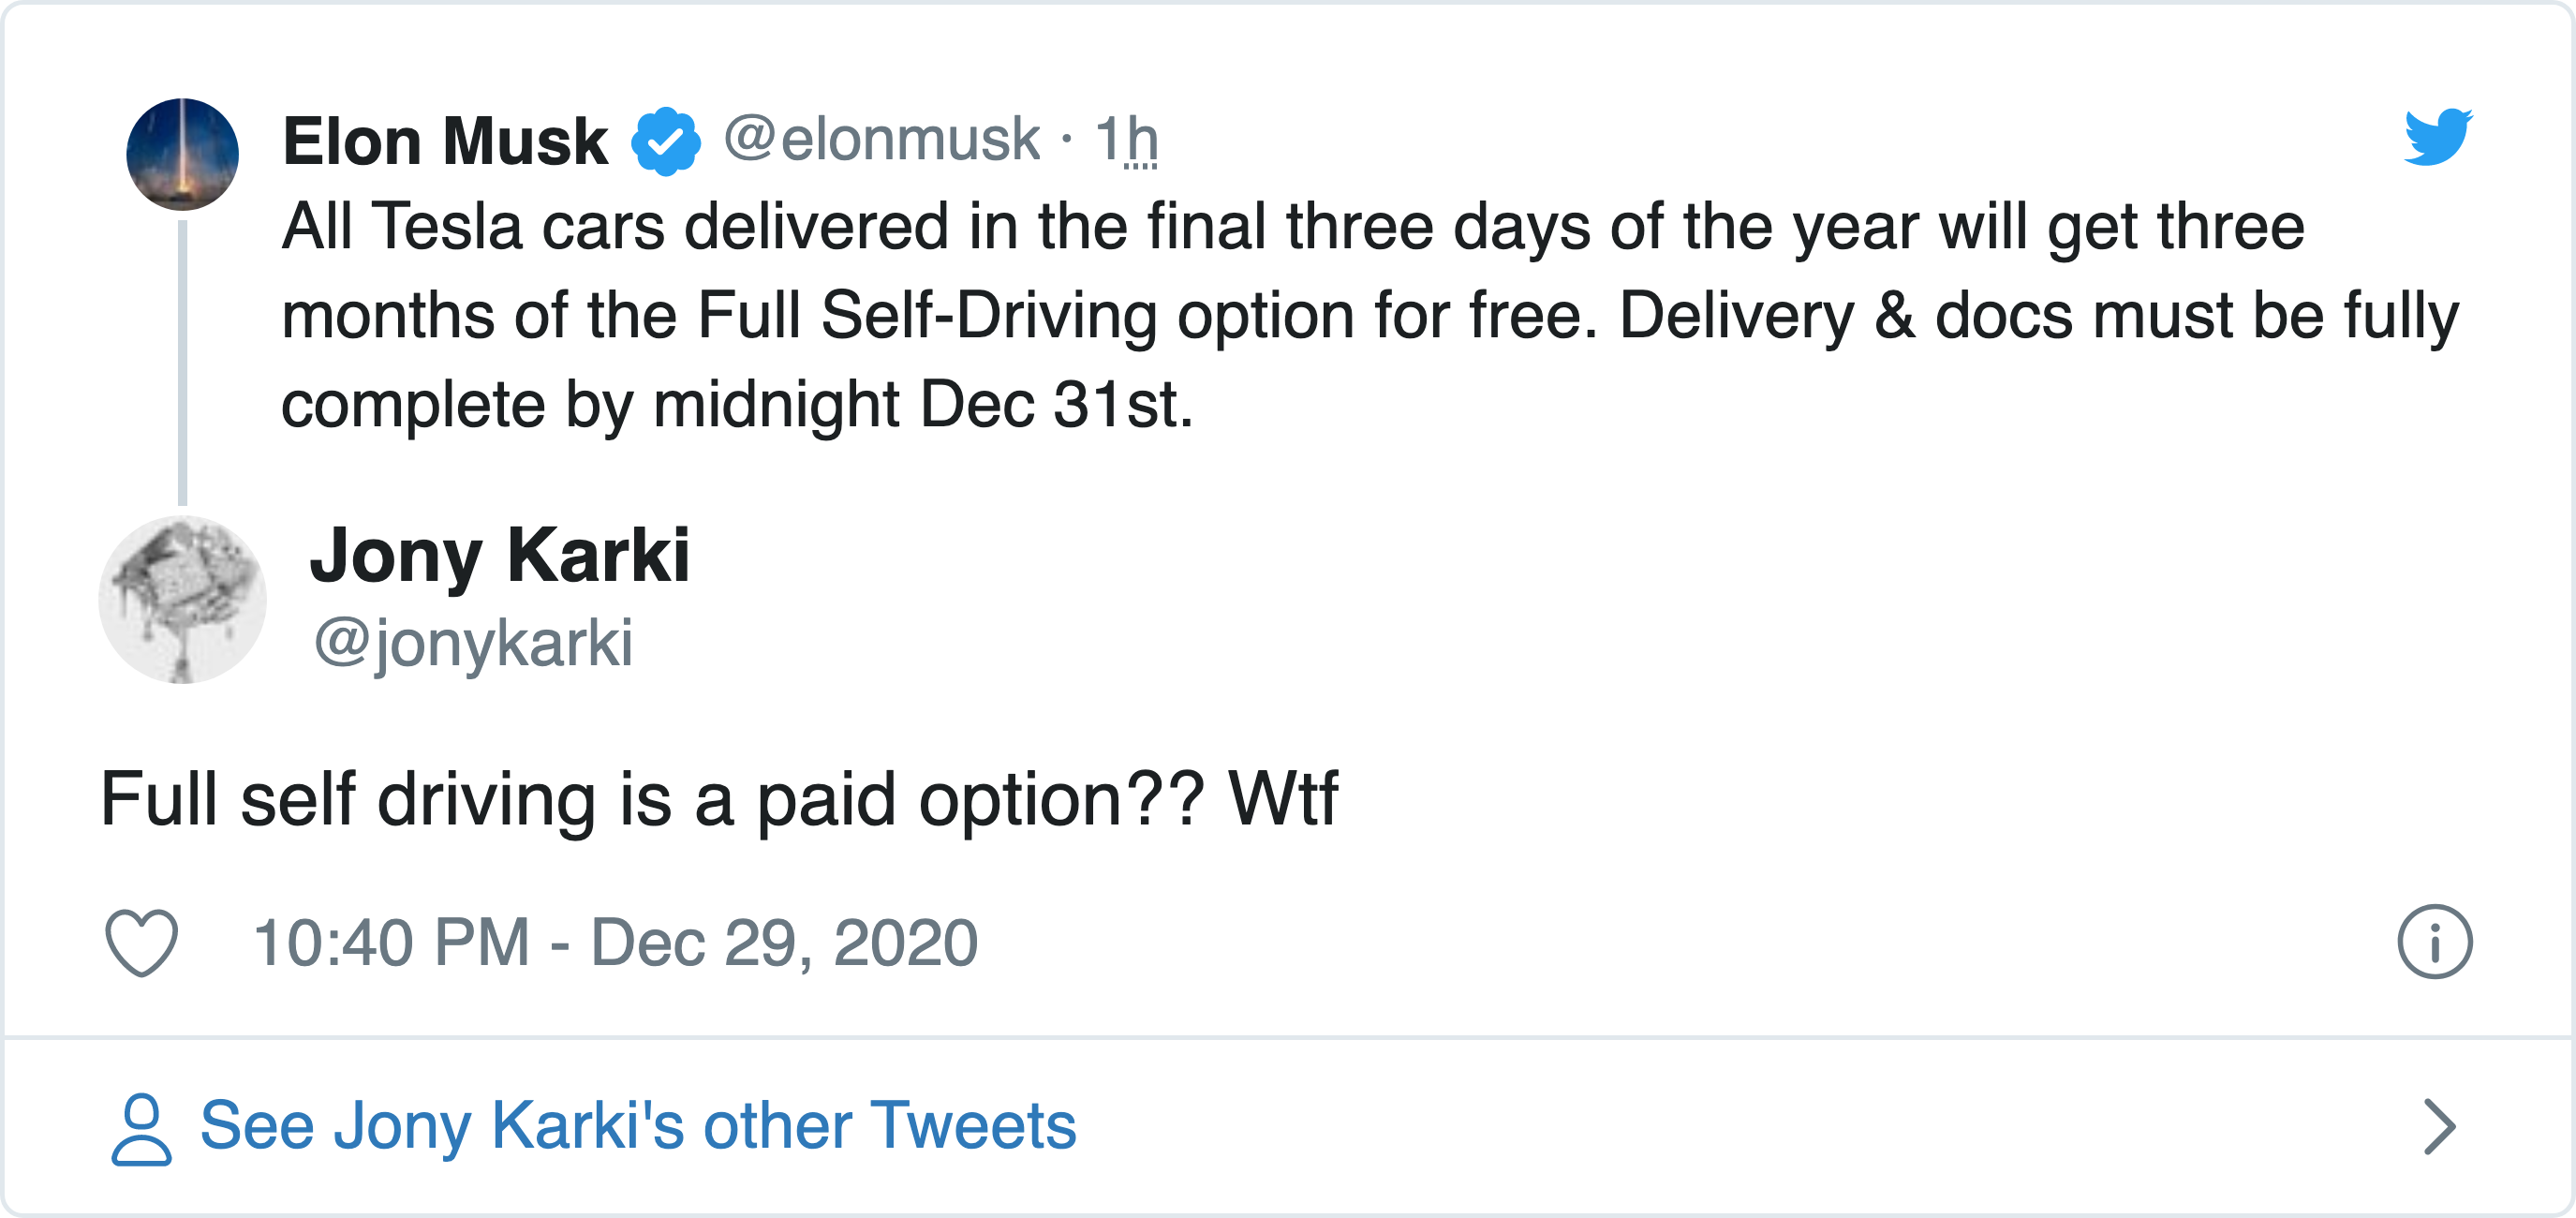 Elon Musk @elonmusk · 1h
All Tesla cars delivered in the final three days of the year will get three
months of the Full Self-Driving option for free. Delivery & docs must be fully
complete by midnight Dec 31st.
Jony Karki
@jonykarki
Full self driving is a paid option?? Wtf
10:40 PM - Dec 29, 2020
See Jony Karki's other Tweets